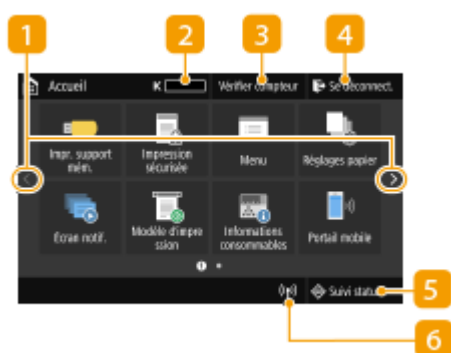 1 2 3 4
Accueil K Vérifier compteur Se déconnect.
Impr. support mém. Impression sécurisée Menu Réglages papier
Écran notif. Modèle d'impre ssion Informations consommables Portail mobile
Suivi statut 5
6